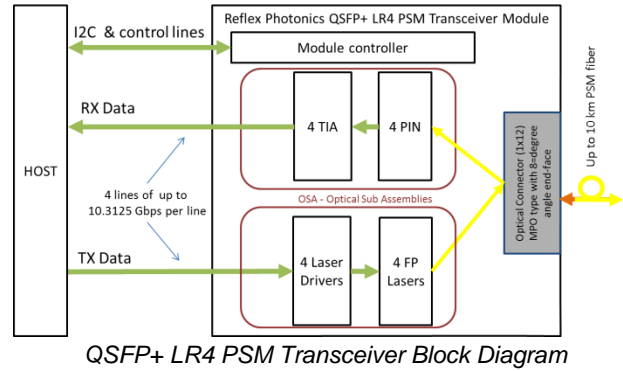 Reflex Photonics QSFP+ LR4 PSM Transceiver Module
I2C & control lines
Module controller
RX Data
4 TIA
4 PIN
HOST
4 lines of up to
10.3125 Gbps per line
OSA - Optical Sub Assemblies
TX Data
4 Laser
Drivers
4 FP
Lasers
Optical Connector (1x12)
MPO type with 8=degree
angle end-face
Up to 10 km PSM fiber
QSFP+ LR4 PSM Transceiver Block Diagram